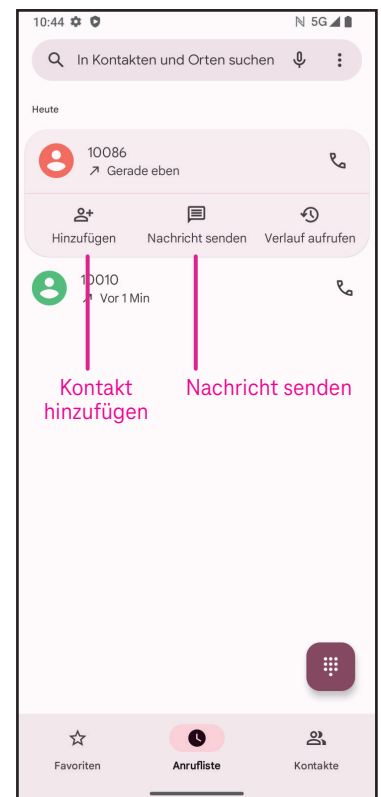 10:44 5G
In Kontakten und Orten suchen
Heute
10086
Gerade eben
Hinzufügen Nachricht senden Verlauf aufrufen
10010
Vor 1 Min
Kontakt Nachricht senden
hinzufügen
Favoriten Anrufliste Kontakte